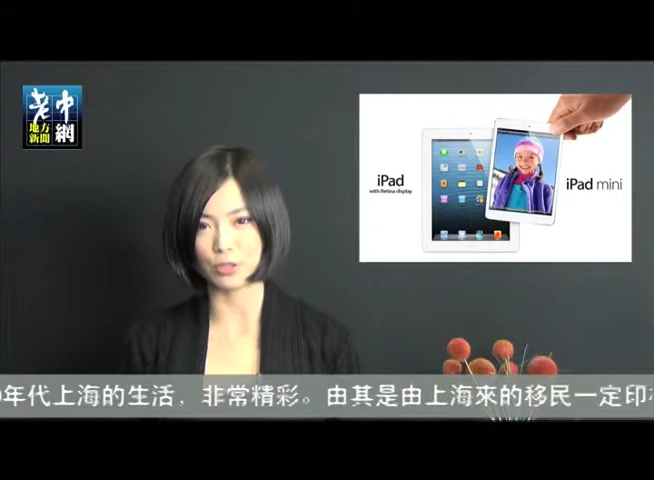 老中網
地方
新聞
iPad
with Retina display
iPad mini
年代上海的生活，非常精彩。由其是由上海來的移民一定印